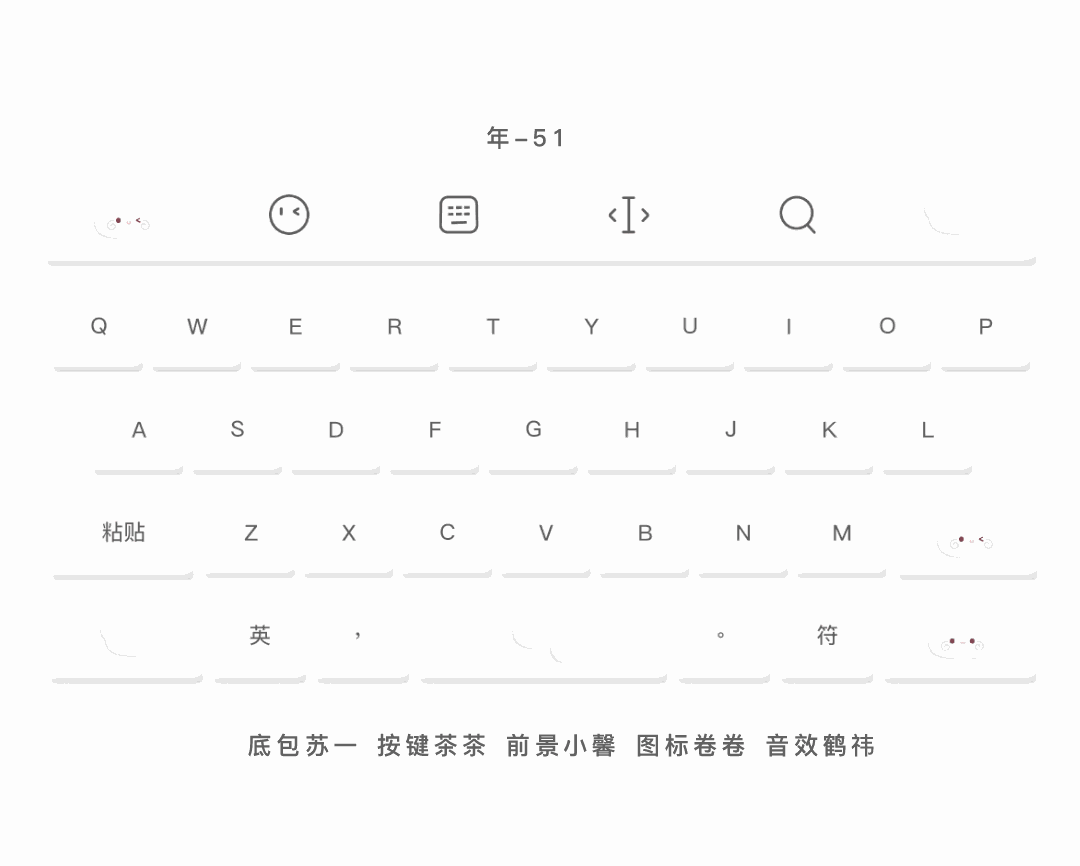 年-51
Q W E R T Y U I O P
A S D F G H J K L
粘贴 Z X C V B N M
英 , 。 符
底包苏一 按键茶茶 前景小馨 图标卷卷 音效鹤祎